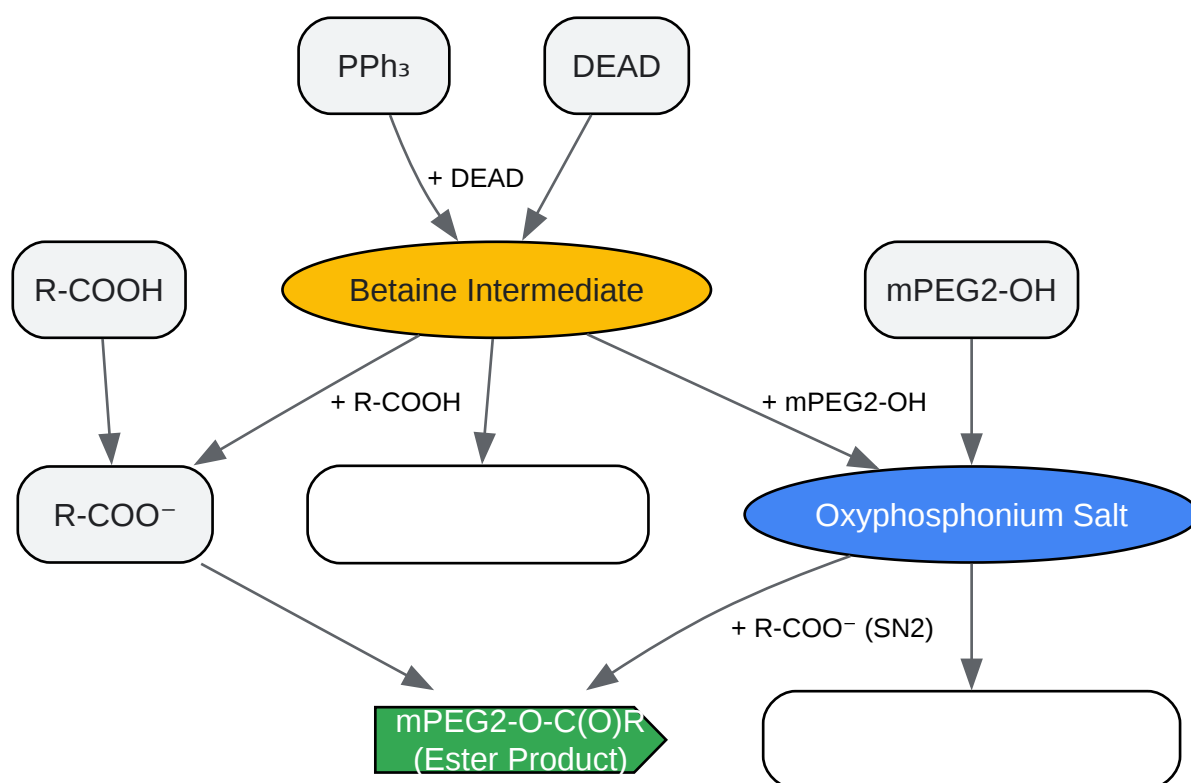 PPh₃
DEAD
+ DEAD
R-COOH
Betaine Intermediate
mPEG2-OH
+ R-COOH
+ mPEG2-OH
R-COO⁻
Oxyphosphonium Salt
+ R-COO⁻ (SN2)
mPEG2-O-C(O)R
(Ester Product)